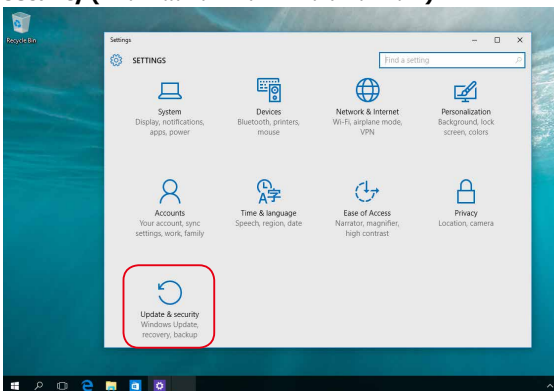 Recycle Bin
Settings
SETTINGS
Find a setting
System
Display, notifications,
apps, power
Devices
Bluetooth, printers,
mouse
Network & Internet
Wi-Fi, airplane mode,
VPN
Personalization
Background, lock
screen, colors
Accounts
Your account, sync
settings, work, family
Time & language
Speech, region, date
Ease of Access
Narrator, magnifier,
high contrast
Privacy
Location, camera
Update & security
Windows Update,
recovery, backup